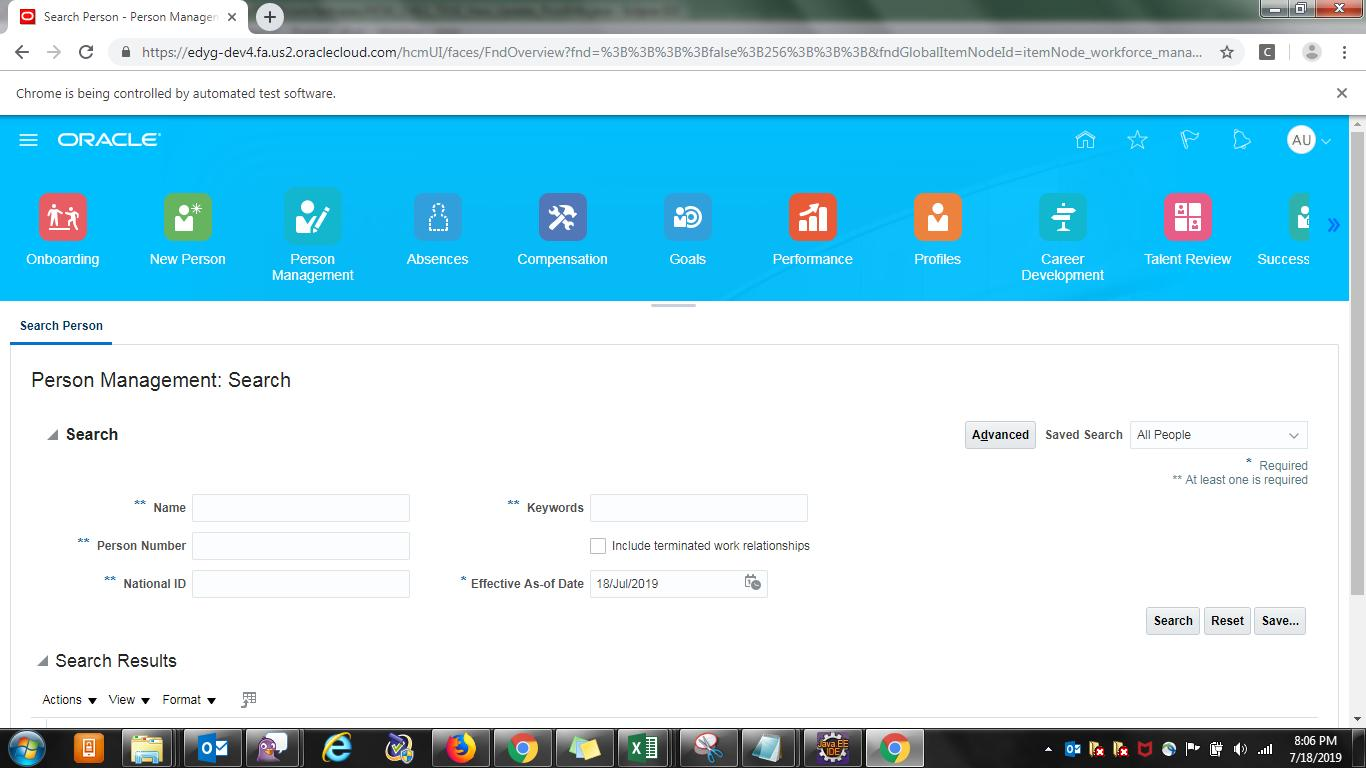 Search Person - Person Managen
https://edyg-dev4.fa.us2.oraclecloud.com/hcmUI/faces/FndOverview?fnd=%3B%3B%3B%3Bfalse%3B256%3B%3B%3B&fndGlobalItemNodeId=itemNode_workforce_mana...
C
Chrome is being controlled by automated test software.
ORACLE
AU
Onboarding
New Person
Person Management
Absences
Compensation
Goals
Performance
Profiles
Career Development
Talent Review
Success
Search Person
Person Management: Search
Search
Advanced Saved Search All People
* Required
** At least one is required
** Name
** Keywords
** Person Number
Include terminated work relationships
** National ID
* Effective As-of Date 18/Jul/2019
Search Reset Save...
Search Results
Actions View Format
Java EE
IDE
8:06 PM
7/18/2019